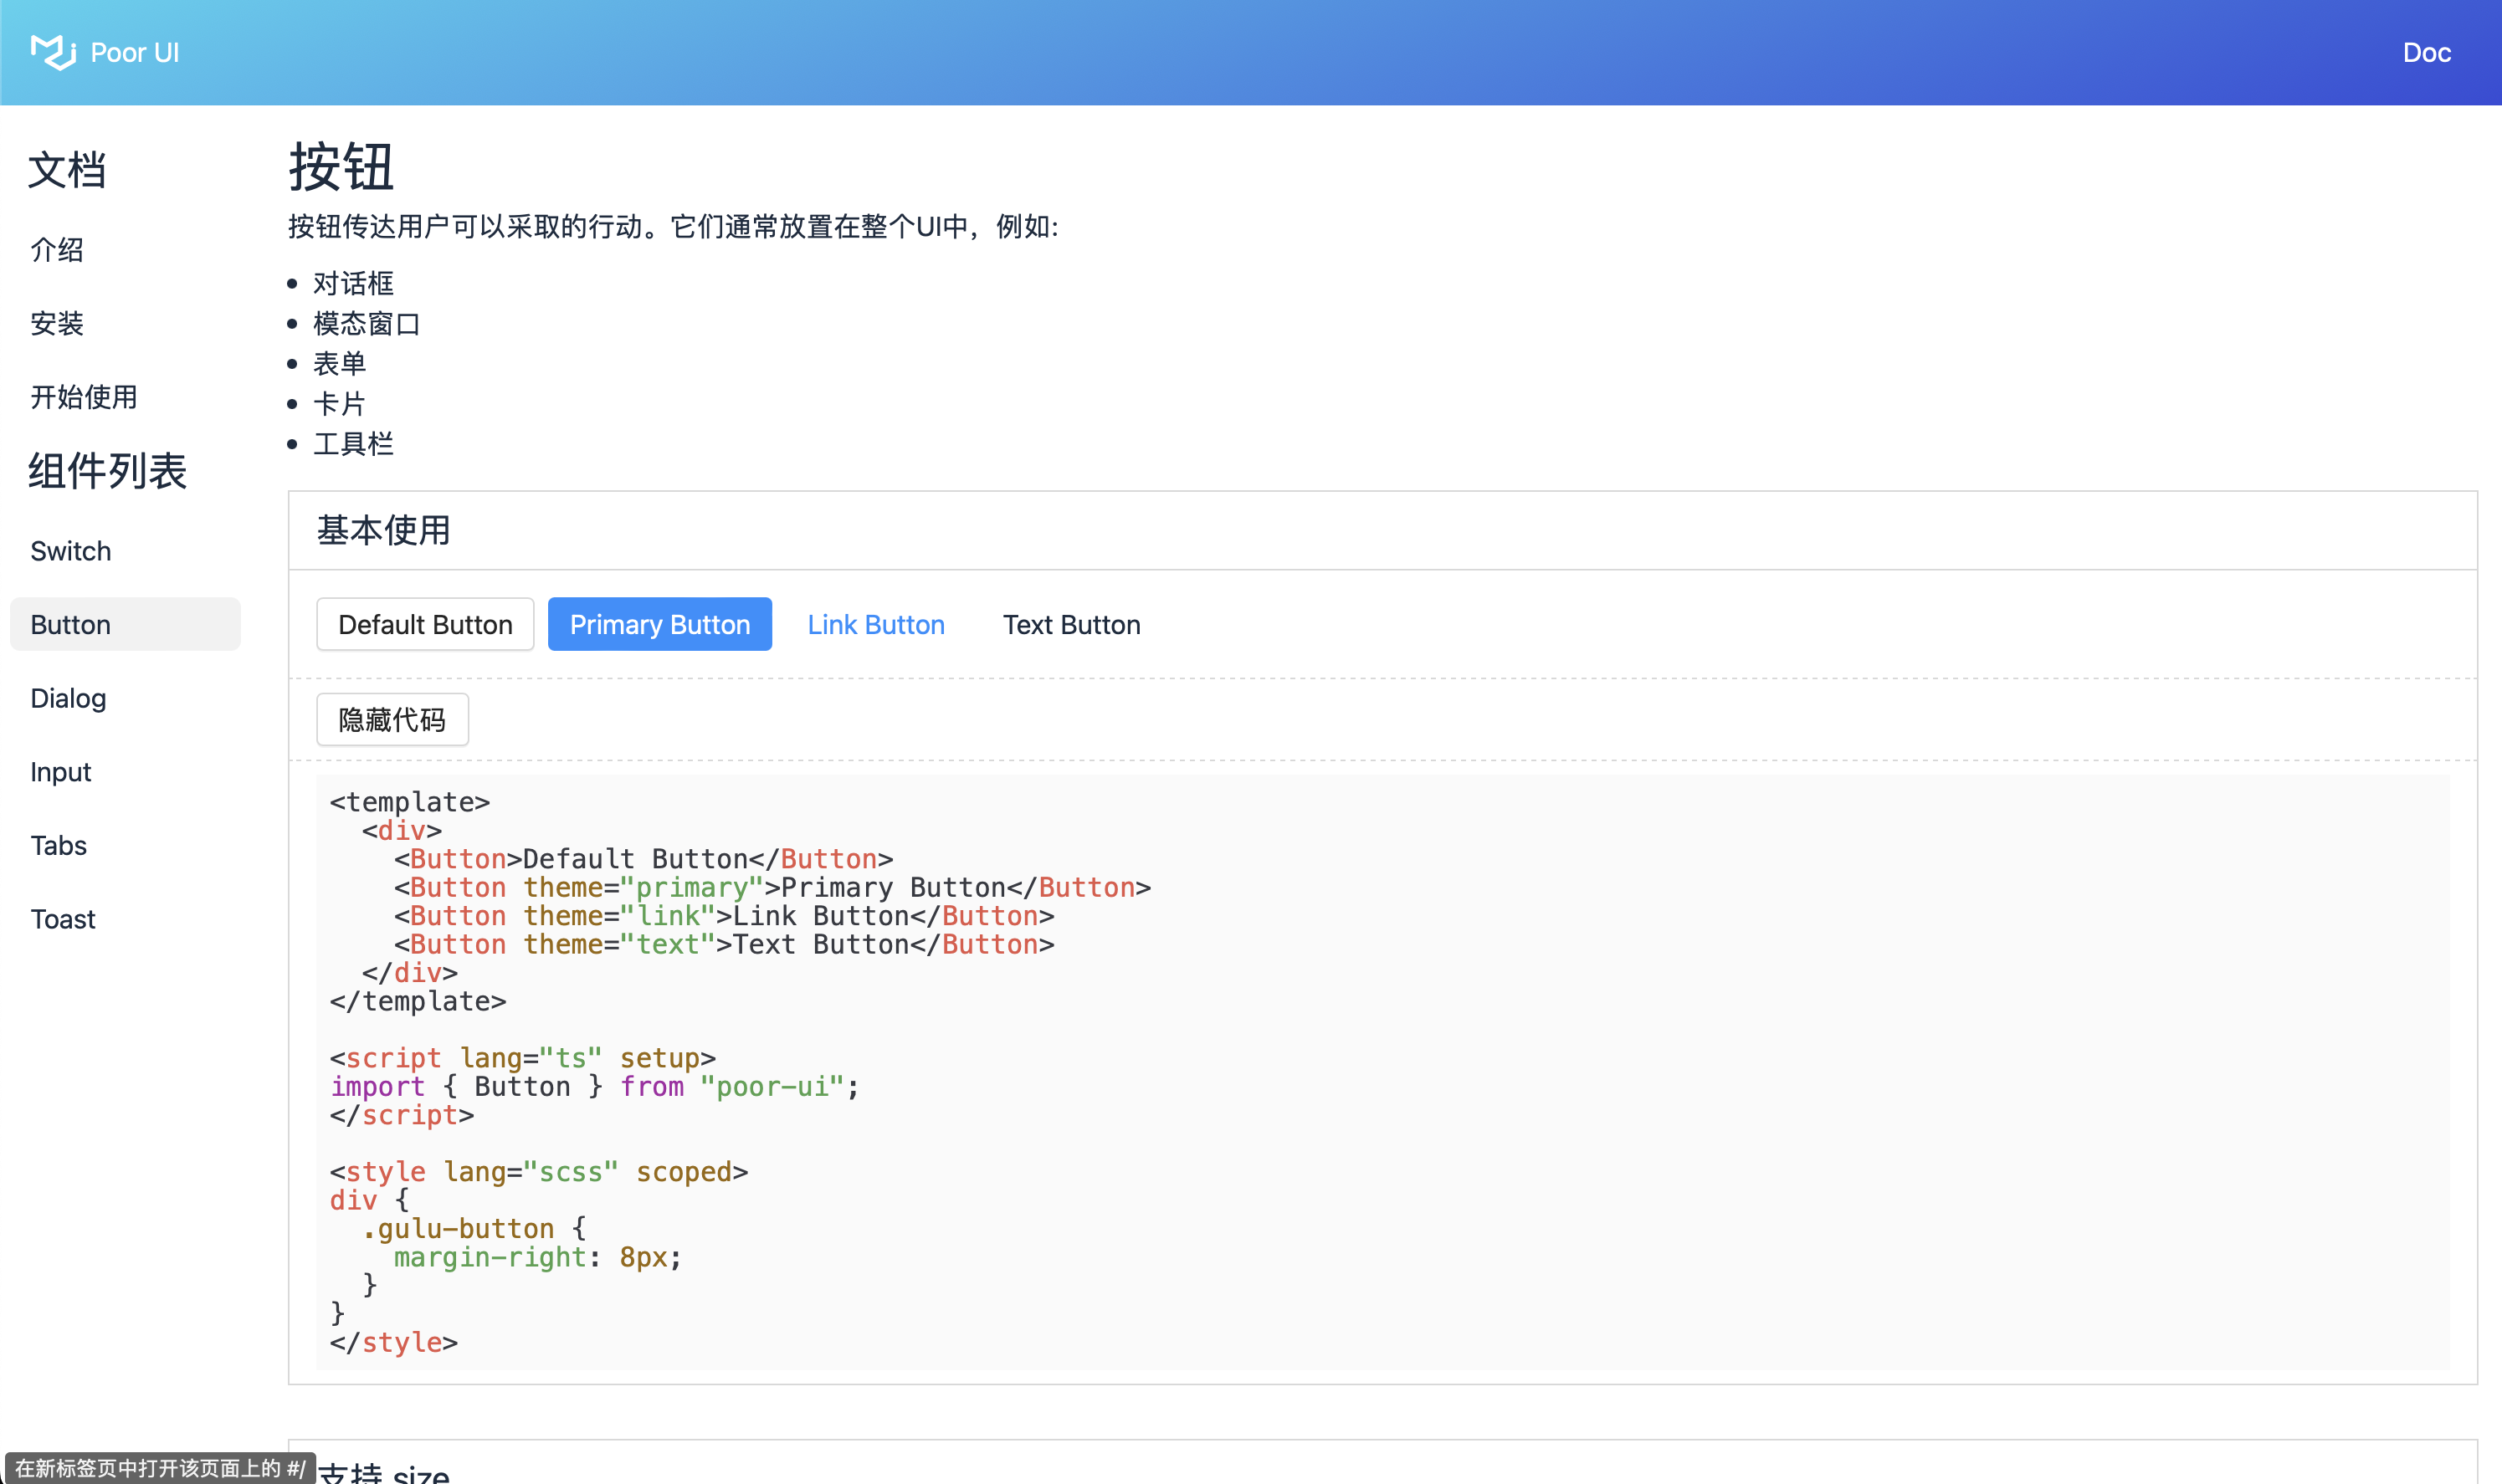 Poor UI
Doc
文档
介绍
安装
开始使用
组件列表
Switch
Button
Dialog
Input
Tabs
Toast
按钮
按钮传达用户可以采取的行动。它们通常放置在整个UI中，例如:
对话框
模态窗口
表单
卡片
工具栏
基本使用
Default Button Primary Button Link Button Text Button
隐藏代码
<template>
  <div>
    <Button>Default Button</Button>
    <Button theme="primary">Primary Button</Button>
    <Button theme="link">Link Button</Button>
    <Button theme="text">Text Button</Button>
  </div>
</template>
<script lang="ts" setup>
import { Button } from "poor-ui";
</script>
<style lang="scss" scoped>
div {
  .gulu-button {
    margin-right: 8px;
  }
}
</style>
支持 size
在新标签页中打开该页面上的 #/